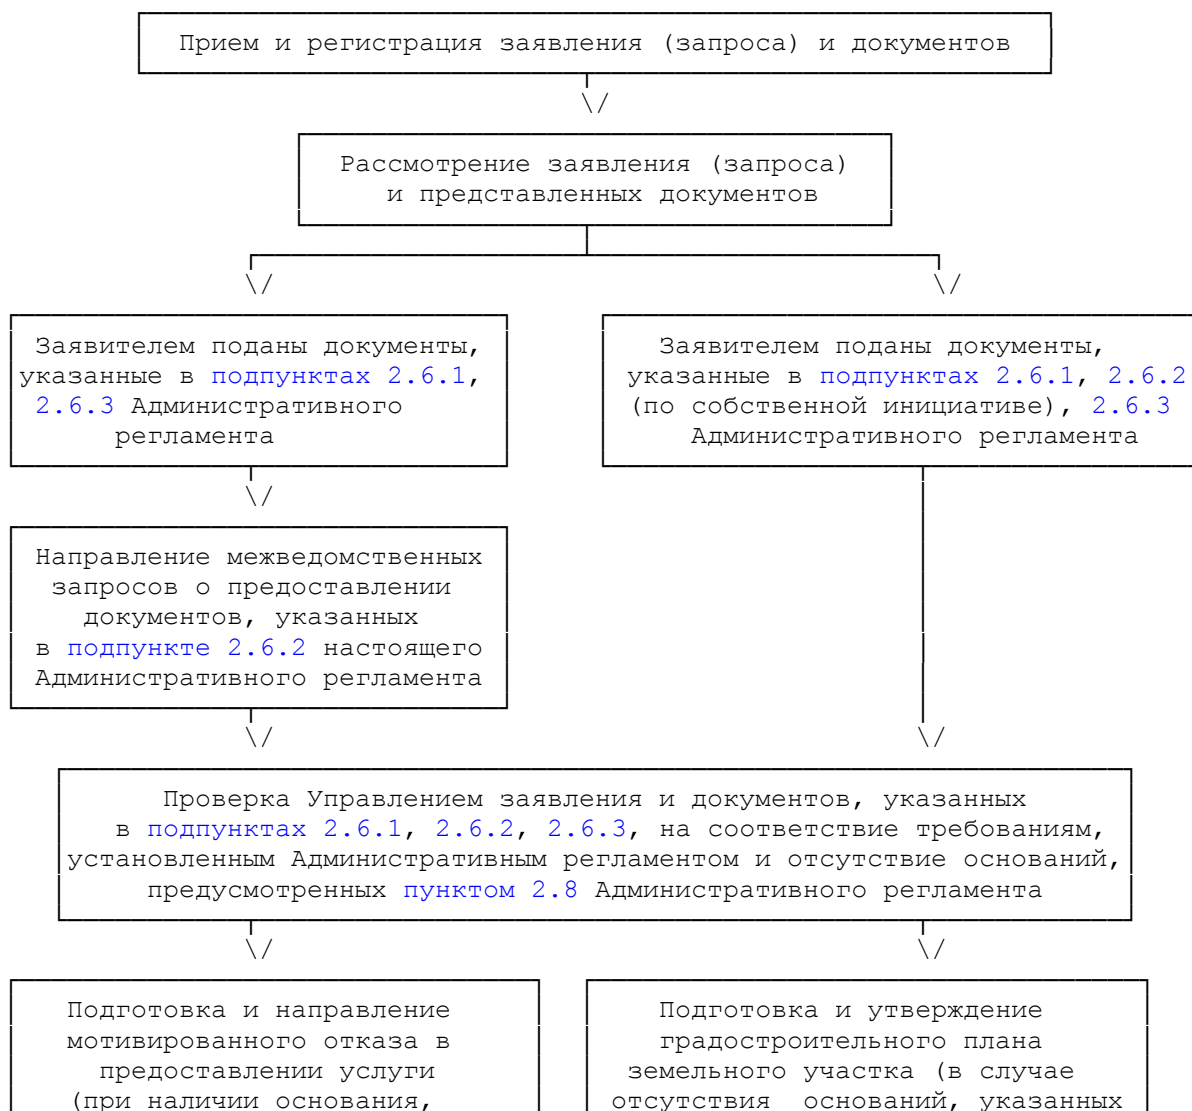 Прием и регистрация заявления (запроса) и документов
Рассмотрение заявления (запроса)
и представленных документов
Заявителем поданы документы,
указанные в подпунктах 2.6.1,
2.6.3 Административного
регламента
Заявителем поданы документы,
указанные в подпунктах 2.6.1, 2.6.2
(по собственной инициативе), 2.6.3
Административного регламента
Направление межведомственных
запросов о предоставлении
документов, указанных
в подпункте 2.6.2 настоящего
Административного регламента
Проверка Управлением заявления и документов, указанных
в подпунктах 2.6.1, 2.6.2, 2.6.3, на соответствие требованиям,
установленным Административным регламентом и отсутствие оснований,
предусмотренных пунктом 2.8 Административного регламента
Подготовка и направление
мотивированного отказа в
предоставлении услуги
(при наличии основания,
Подготовка и утверждение
градостроительного плана
земельного участка (в случае
отсутствия оснований, указанных